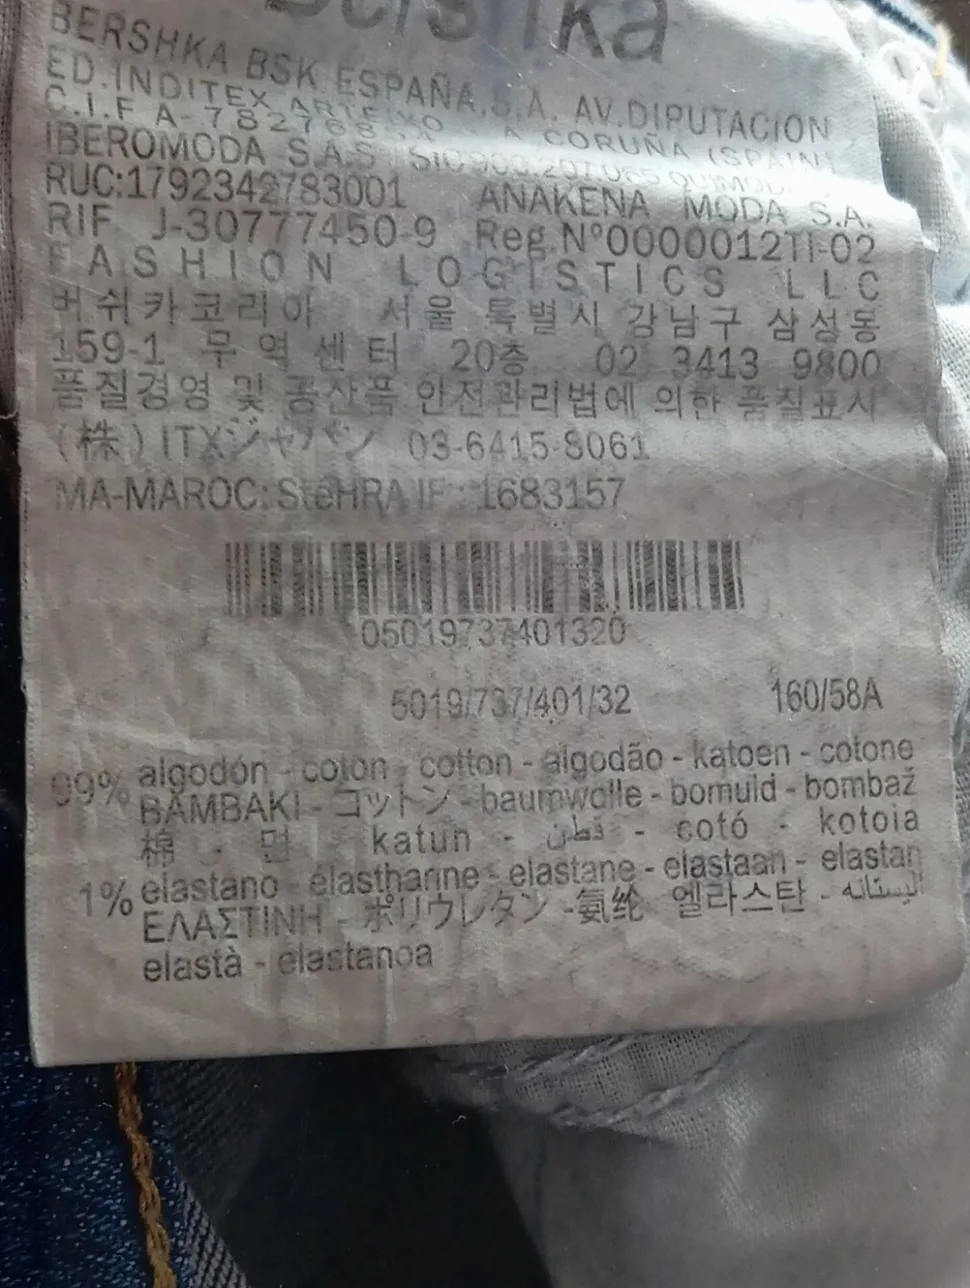 Bershka
BERSHKA BSK ESPAÑA,S.A. AV.DIPUTACION
ED.INDITEX ARTEIXO A CORUÑA (SPAIN)
C.I.F A-782768
IBEROMODA S.A.S SIC
RUC:1792342783001 ANAKENA MODA S.A.
RIF J-30777450-9 Reg.Nº0000012TI-02
FASHION LOGISTICS LLC
버쉬카코리아 서울 특별시 강남구 삼성동
159-1 무역센터 20층 02 3413 9800
품질경영 및 공산품 안전관리법에 의한 품질표시
(株) ITXジャパン 03-6415-8061
MA-MAROC: SteHRA IF : 1683157
05019737401320
5019/737/401/32 160/58A
99% algodón - coton - cotton - algodão - katoen - cotone
BAMBAKI - コットン - baumwolle - bomuld - bombaž
棉 - 면 katun - قطن - cotó - kotoia
1% elastano - élasthanne - elastane - elastaan - elastan
ΕΛΑΣΤΙΝΗ - ポリウレタン - 氨纶 엘라스탄 -
elastà - elastanoa